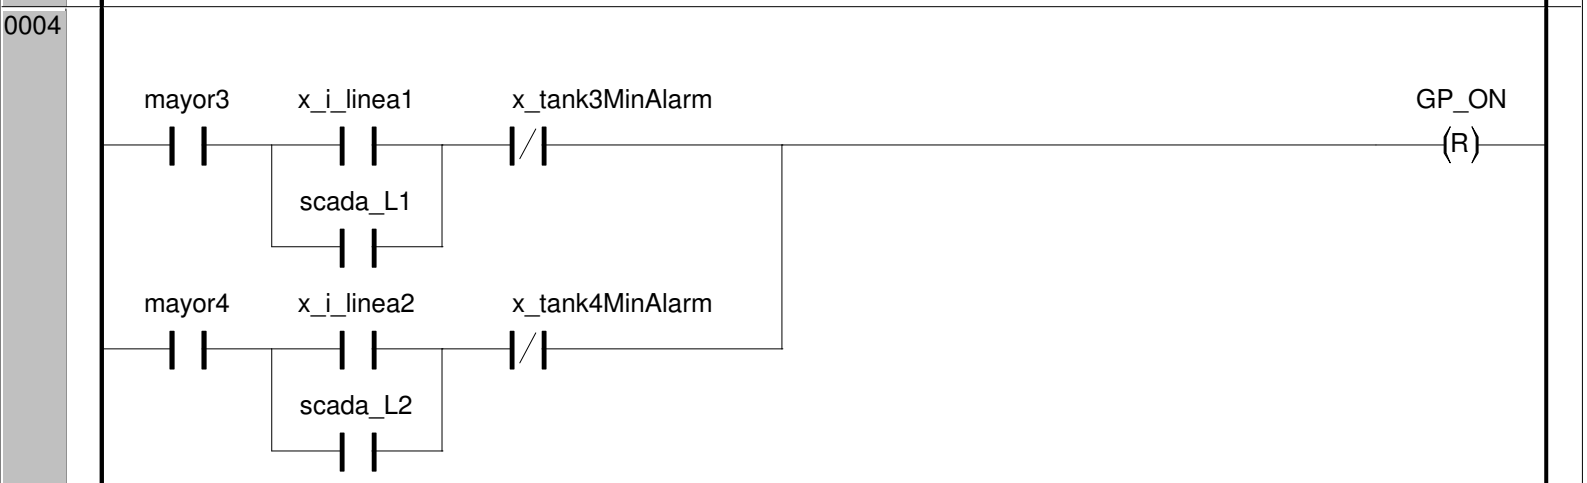 0004
mayor3 x_i_linea1 x_tank3MinAlarm GP_ON
(R)
scada_L1
mayor4 x_i_linea2 x_tank4MinAlarm
scada_L2